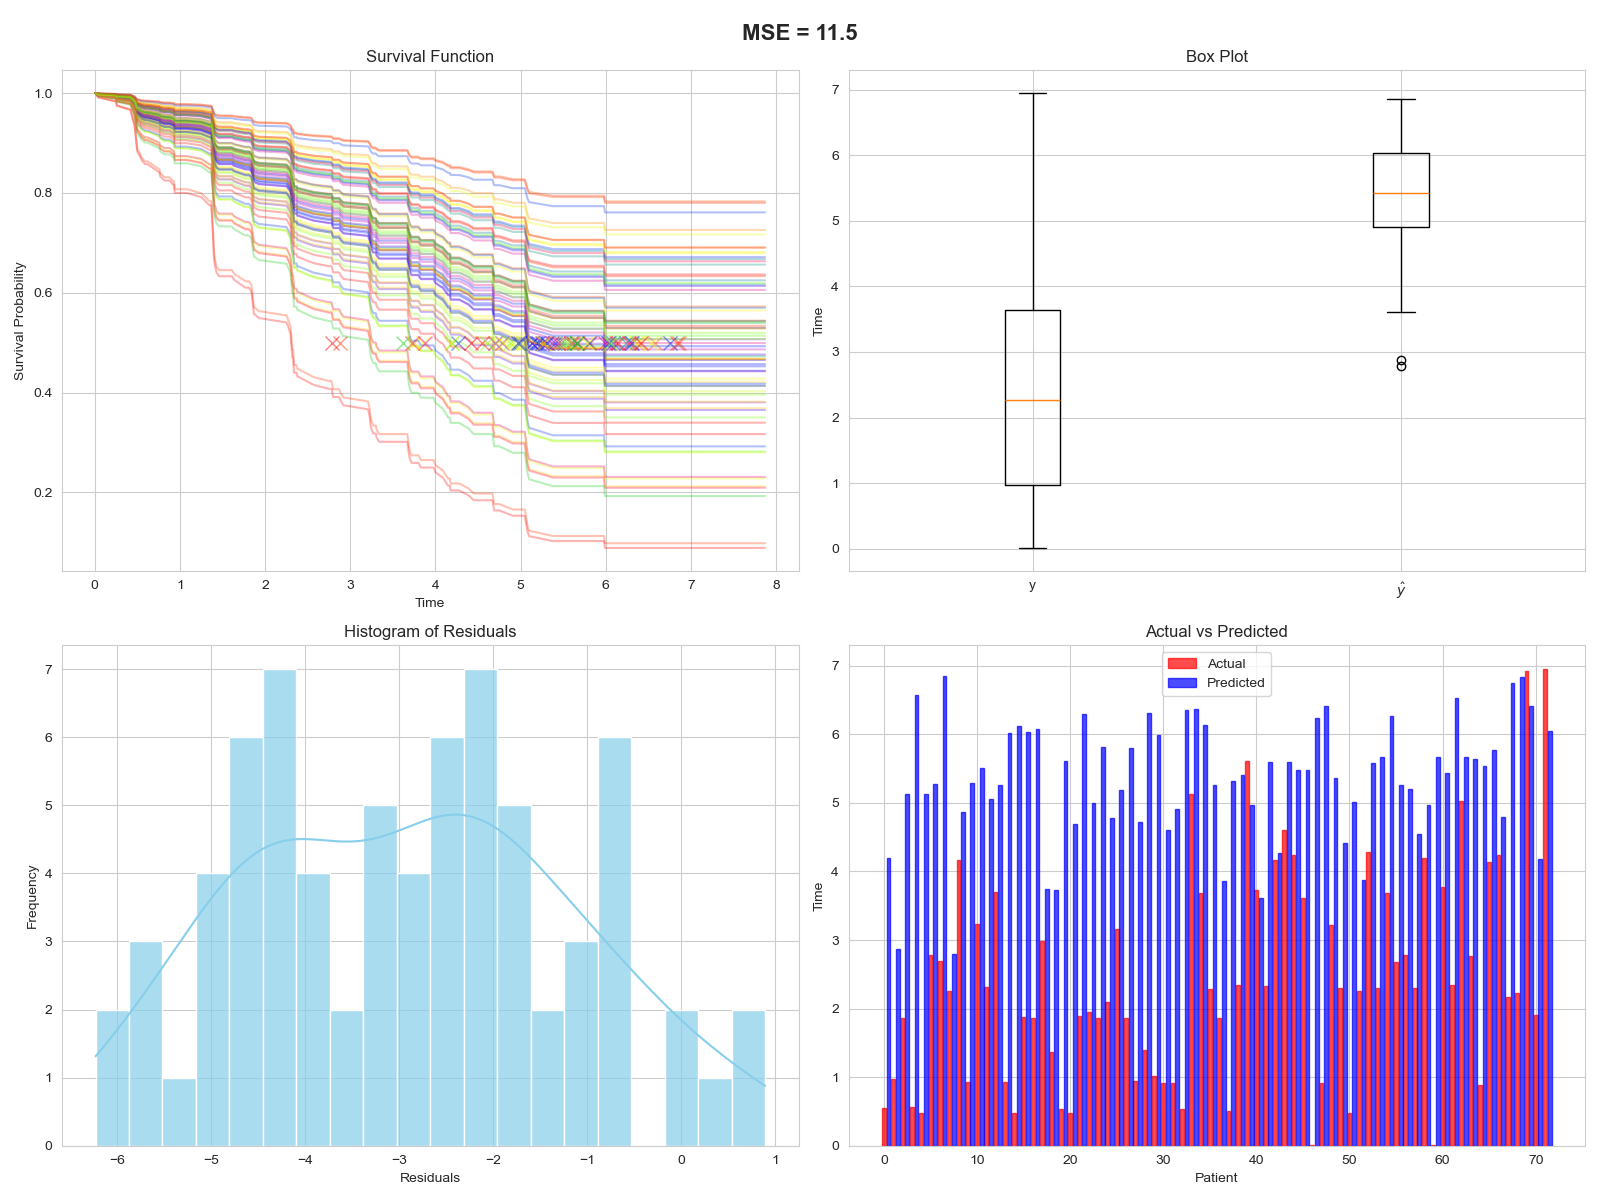 MSE = 11.5
Survival Function
1.0
0.8
0.6
0.4
0.2
Survival Probability
0 1 2 3 4 5 6 7 8
Time
Box Plot
7
6
5
4
3
2
1
0
Time
y ŷ
Histogram of Residuals
7
6
5
4
3
2
1
0
Frequency
−6 −5 −4 −3 −2 −1 0 1
Residuals
Actual vs Predicted
Actual
Predicted
7
6
5
4
3
2
1
0
Time
0 10 20 30 40 50 60 70
Patient